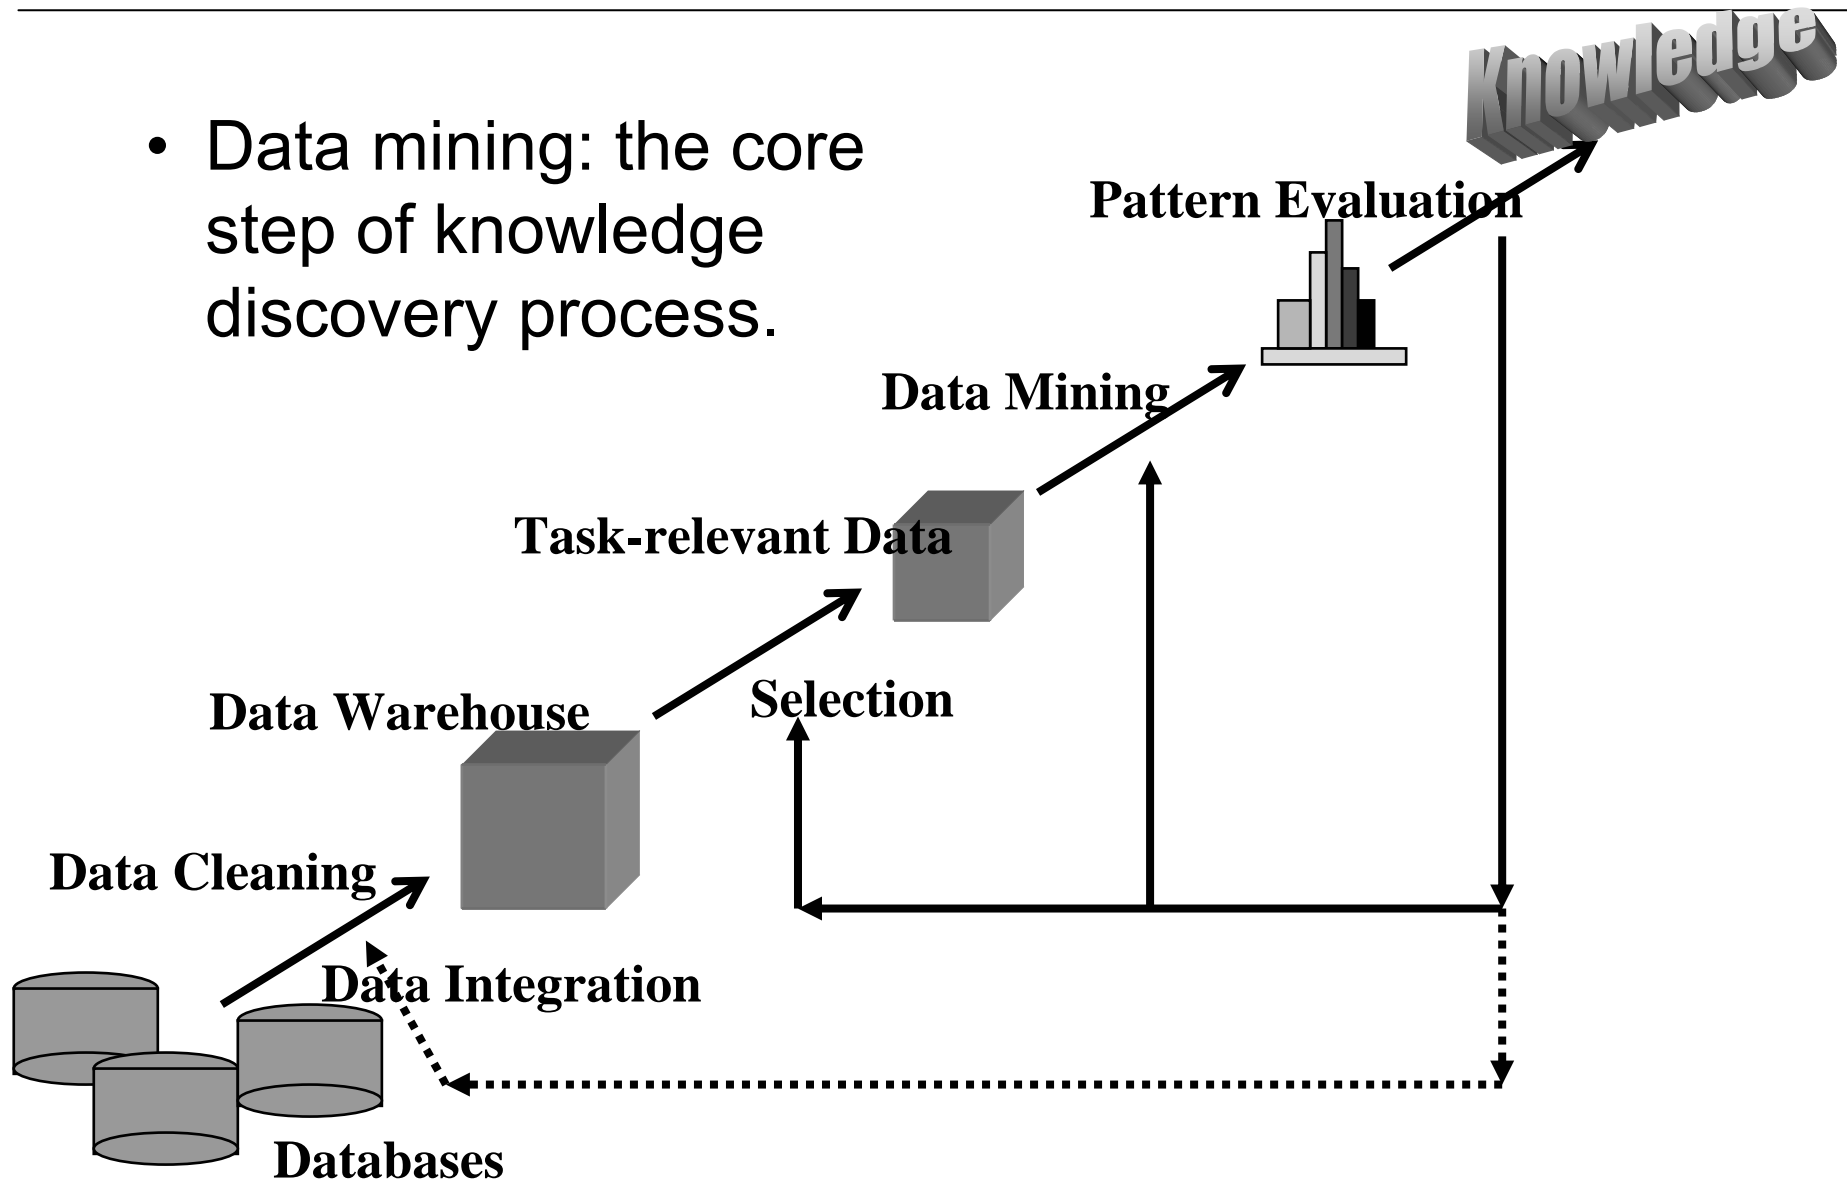 Knowledge
• Data mining: the core
step of knowledge
discovery process.
Pattern Evaluation
Data Mining
Task-relevant Data
Data Warehouse
Selection
Data Cleaning
Data Integration
Databases